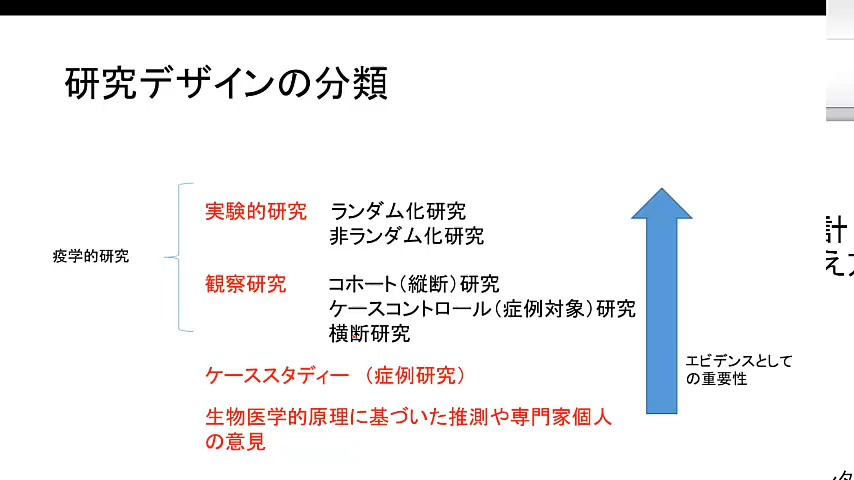 研究デザインの分類
疫学的研究
実験的研究 ランダム化研究
非ランダム化研究
観察研究 コホート(縦断)研究
ケースコントロール(症例対象)研究
横断研究
ケーススタディー (症例研究)
生物医学的原理に基づいた推測や専門家個人
の意見
エビデンスとして
の重要性
計
え